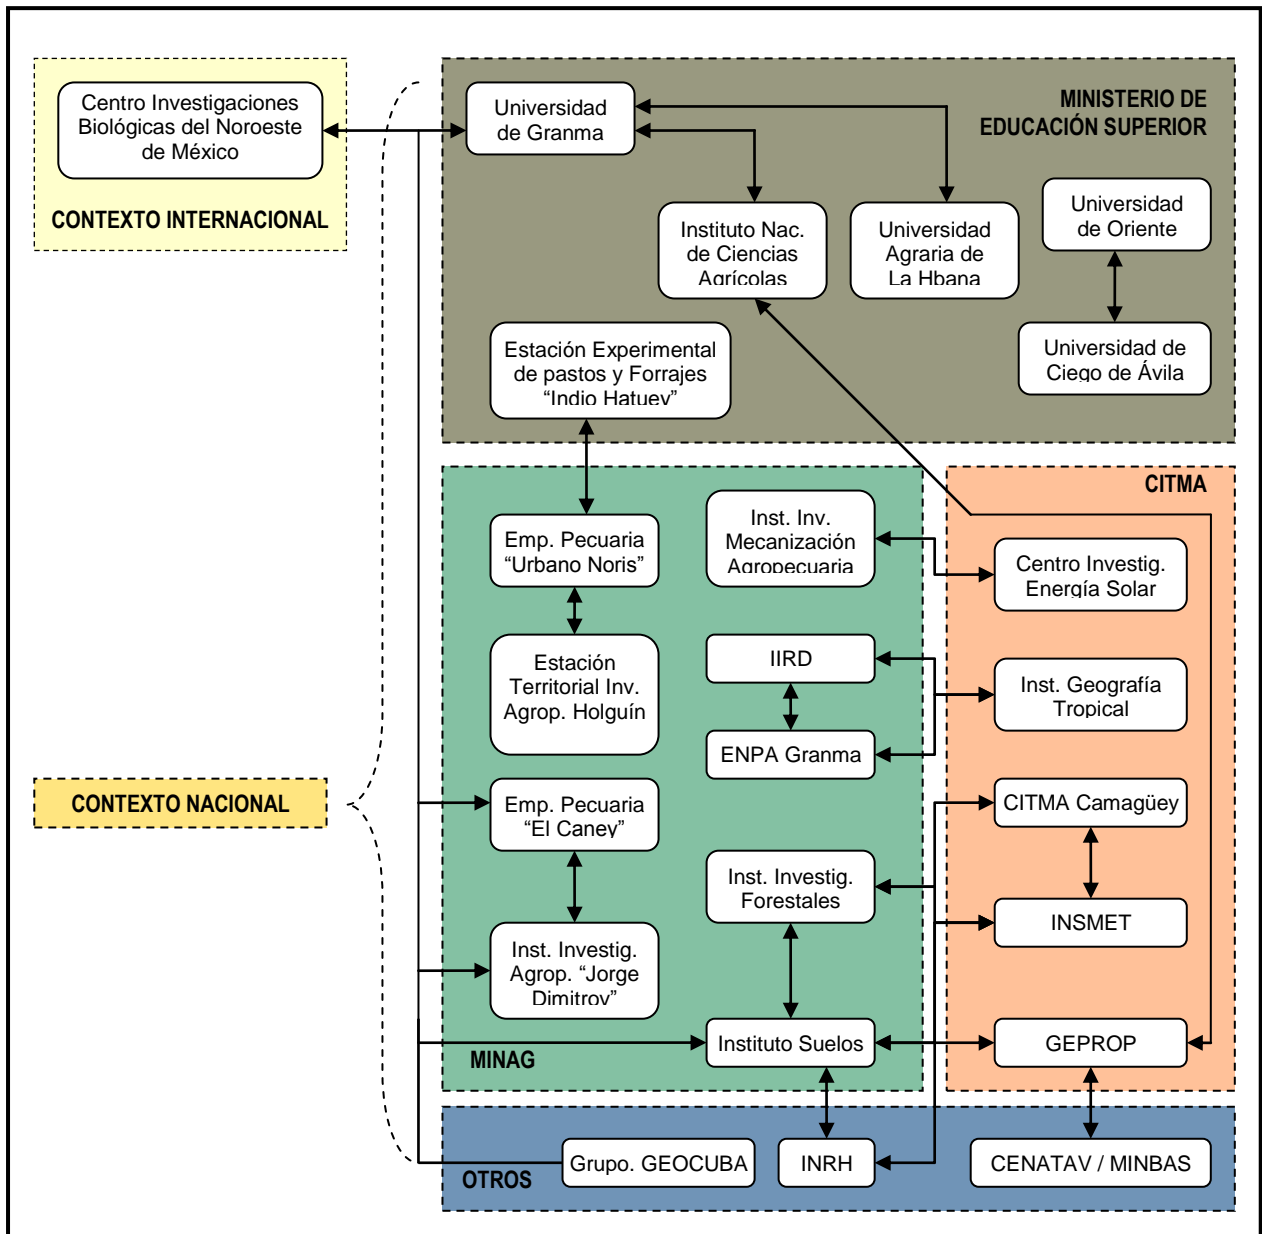 Centro Investigaciones
Biológicas del Noroeste
de México
CONTEXTO INTERNACIONAL
Universidad
de Granma
MINISTERIO DE
EDUCACIÓN SUPERIOR
Instituto Nac.
de Ciencias
Agrícolas
Universidad
Agraria de
La Hbana
Universidad
de Oriente
Universidad de
Ciego de Ávila
Estación Experimental
de pastos y Forrajes
“Indio Hatuey”
CITMA
Emp. Pecuaria
“Urbano Noris”
Inst. Inv.
Mecanización
Agropecuaria
Centro Investig.
Energía Solar
Estación
Territorial Inv.
Agrop. Holguín
IIRD
Inst. Geografía
Tropical
ENPA Granma
CONTEXTO NACIONAL
Emp. Pecuaria
“El Caney”
CITMA Camagüey
Inst. Investig.
Forestales
INSMET
Inst. Investig.
Agrop. “Jorge
Dimitrov”
Instituto Suelos
GEPROP
MINAG
Grupo. GEOCUBA
INRH
CENATAV / MINBAS
OTROS